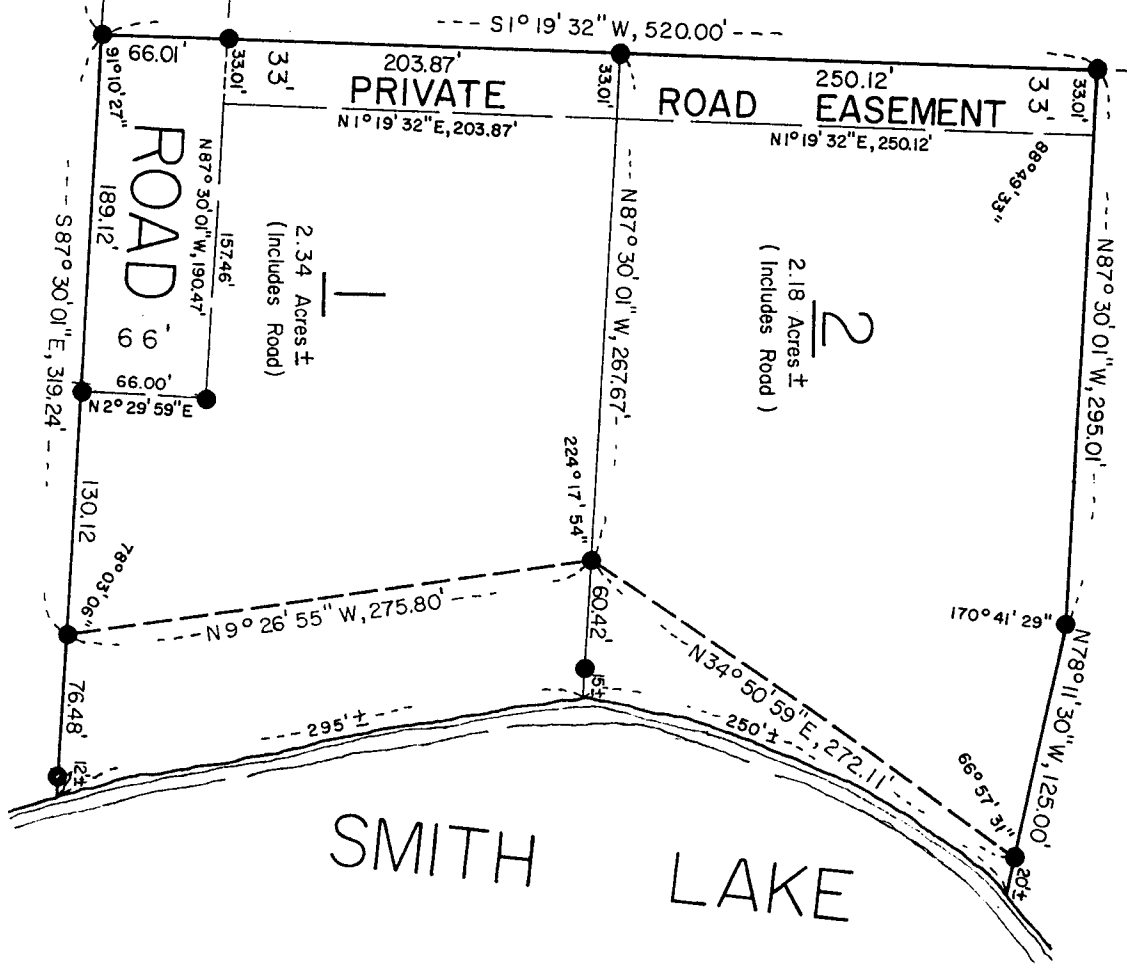 S1° 19' 32" W, 520.00'
66.01'
33.01'
33'
203.87'
33.01'
250.12'
33'
33.01'
PRIVATE ROAD EASEMENT
N1° 19' 32" E, 203.87'
N1° 19' 32" E, 250.12'
91° 10' 27"
88° 49' 33"
ROAD
66'
N87° 30' 01" W, 190.47'
157.46'
189.12'
S87° 30' 01" E, 319.24'
66.00'
N2° 29' 59" E
130.12
1
2.34 Acres ±
(Includes Road)
N87° 30' 01" W, 267.67'
2
2.18 Acres ±
( Includes Road )
N87° 30' 01" W, 295.01'
224° 17' 54"
78° 03' 06"
N9° 26' 55" W, 275.80'
60.42'
15'±
170° 41' 29"
N78° 11' 30" W, 125.00'
N34° 50' 59" E, 272.11'
66° 57' 31"
76.48'
12'±
295' ±
250' ±
20'±
SMITH LAKE